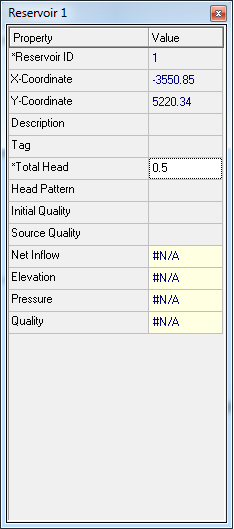 Reservoir 1
Property Value
*Reservoir ID 1
X-Coordinate -3550.85
Y-Coordinate 5220.34
Description
Tag
*Total Head 0.5
Head Pattern
Initial Quality
Source Quality
Net Inflow #N/A
Elevation #N/A
Pressure #N/A
Quality #N/A